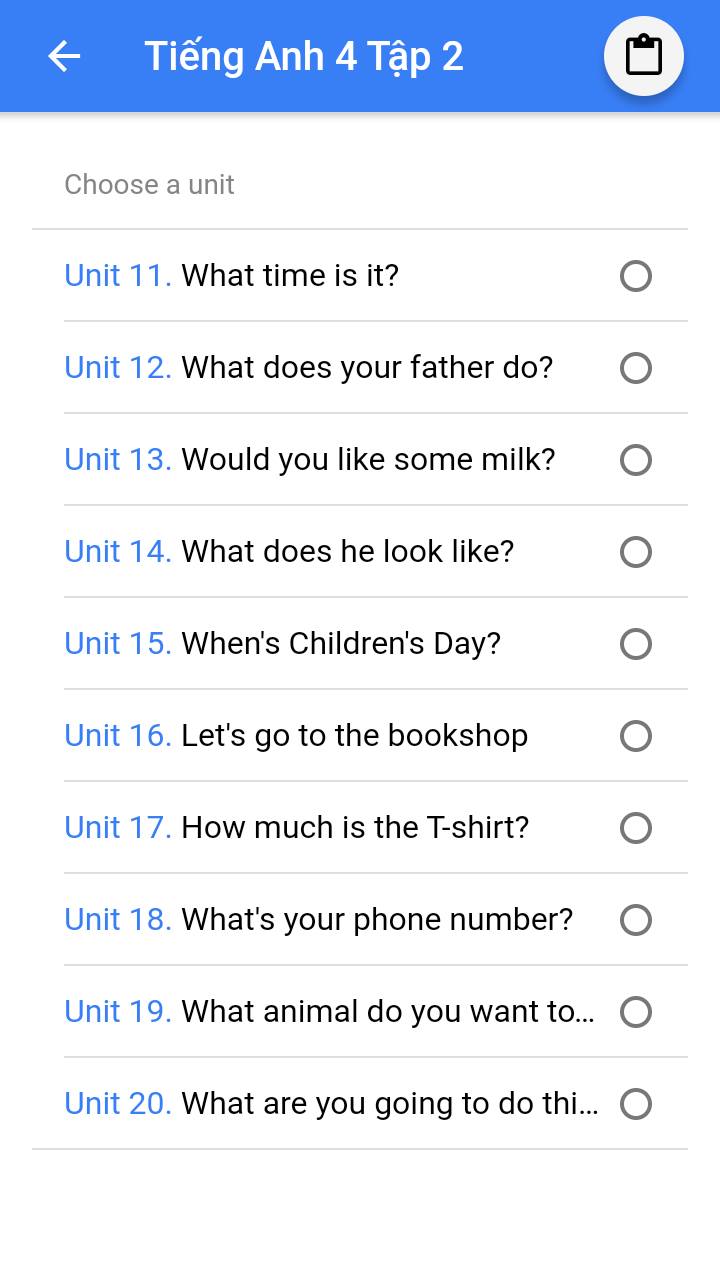 Tiếng Anh 4 Tập 2
Choose a unit
Unit 11. What time is it?
Unit 12. What does your father do?
Unit 13. Would you like some milk?
Unit 14. What does he look like?
Unit 15. When's Children's Day?
Unit 16. Let's go to the bookshop
Unit 17. How much is the T-shirt?
Unit 18. What's your phone number?
Unit 19. What animal do you want to...
Unit 20. What are you going to do thi...